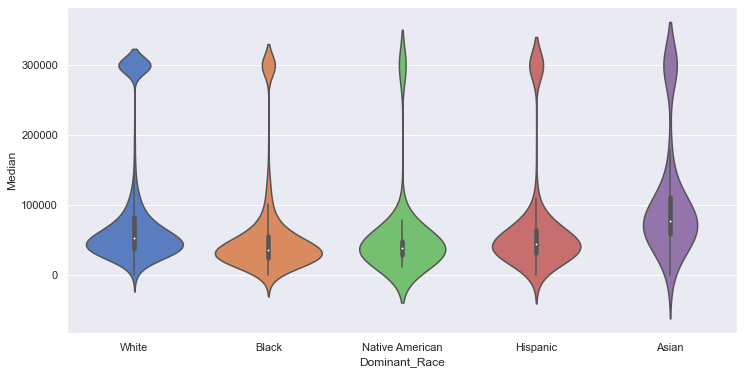 Median
300000
200000
100000
0
White
Black
Native American
Hispanic
Asian
Dominant_Race